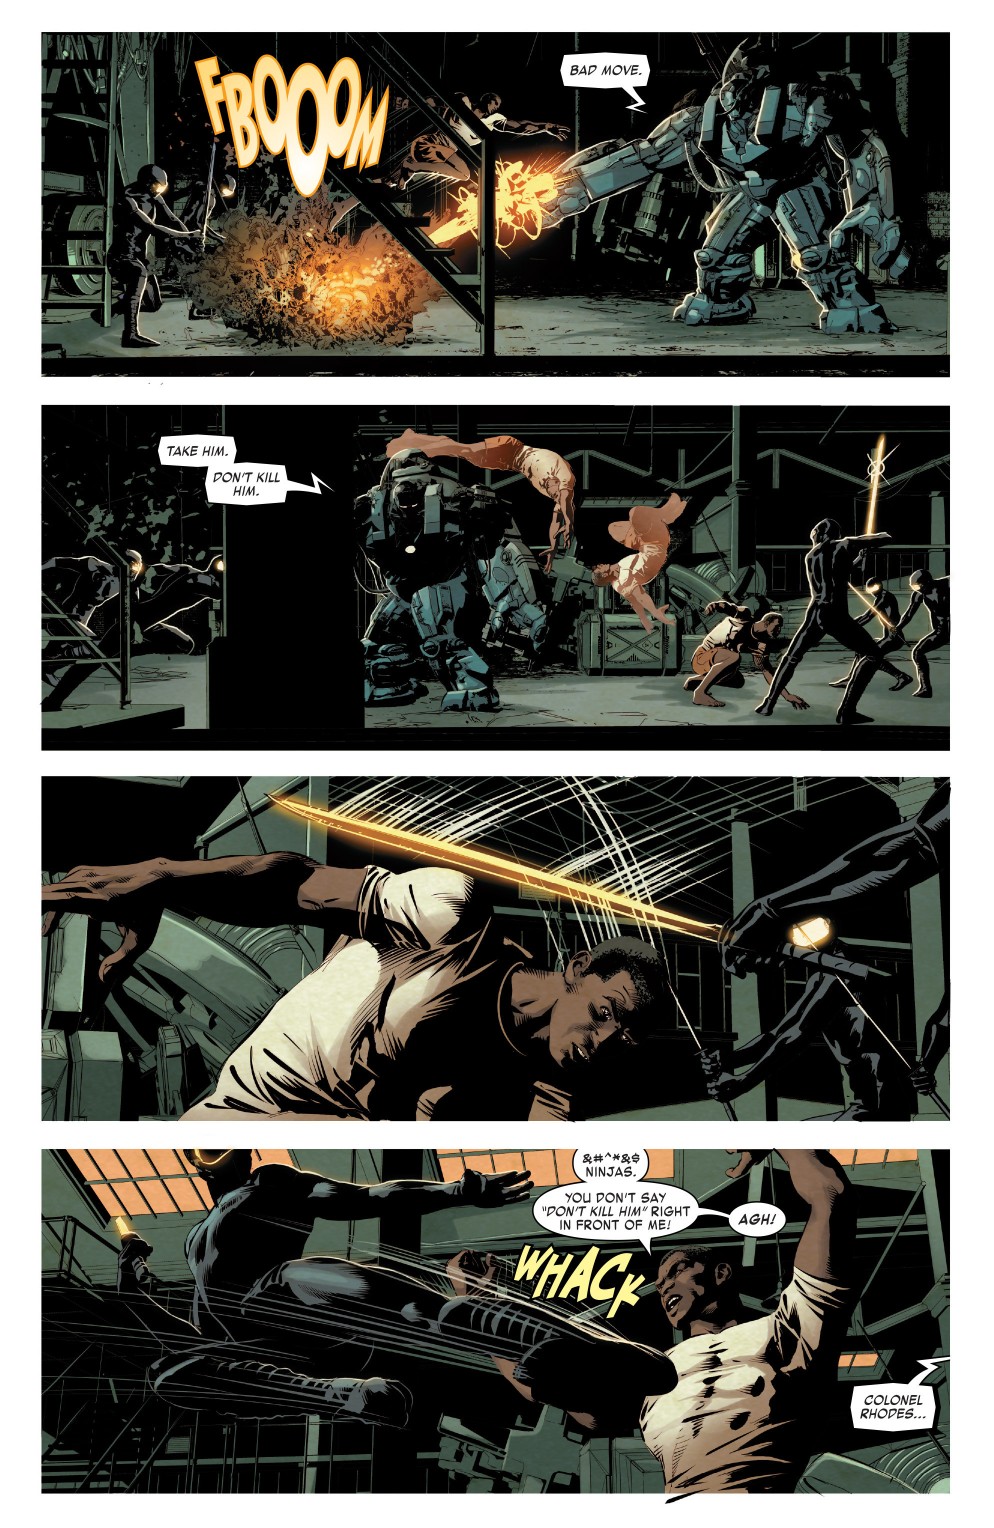 FBOOOM
BAD MOVE.
TAKE HIM.
DON'T KILL
HIM.
&#^*&$
NINJAS.
YOU DON'T SAY
"DON'T KILL HIM" RIGHT
IN FRONT OF ME!
AGH!
WHACK
COLONEL
RHODES...